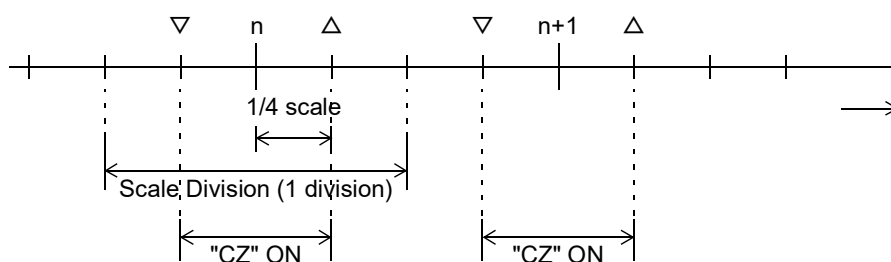 ▽ n △ ▽ n+1 △
1/4 scale
Scale Division (1 division)
"CZ" ON "CZ" ON